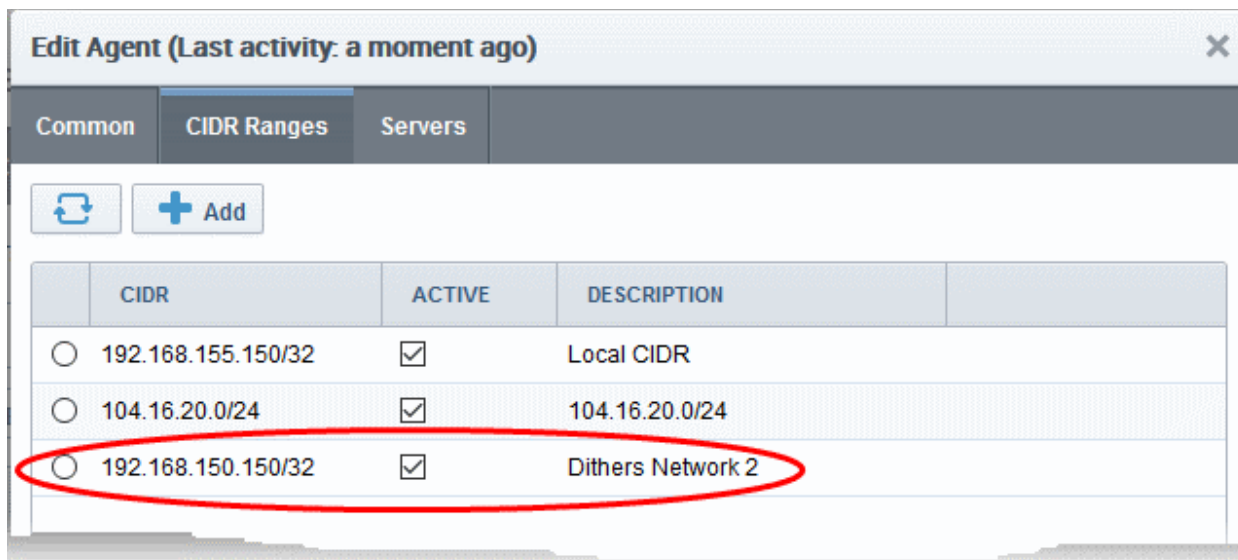 Edit Agent (Last activity: a moment ago)
Common CIDR Ranges Servers
Add
CIDR ACTIVE DESCRIPTION
192.168.155.150/32 Local CIDR
104.16.20.0/24 104.16.20.0/24
192.168.150.150/32 Dithers Network 2